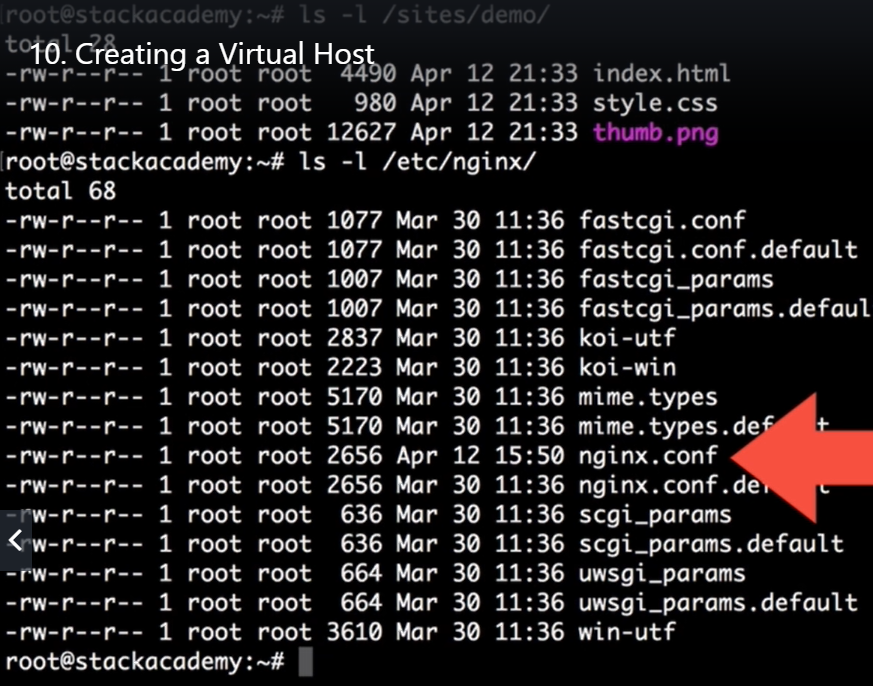 root@stackacademy:~# ls -l /sites/demo/
total 28
10. Creating a Virtual Host
-rw-r--r-- 1 root root  4490 Apr 12 21:33 index.html
-rw-r--r-- 1 root root   980 Apr 12 21:33 style.css
-rw-r--r-- 1 root root 12627 Apr 12 21:33 thumb.png
root@stackacademy:~# ls -l /etc/nginx/
total 68
-rw-r--r-- 1 root root 1077 Mar 30 11:36 fastcgi.conf
-rw-r--r-- 1 root root 1077 Mar 30 11:36 fastcgi.conf.default
-rw-r--r-- 1 root root 1007 Mar 30 11:36 fastcgi_params
-rw-r--r-- 1 root root 1007 Mar 30 11:36 fastcgi_params.defaul
-rw-r--r-- 1 root root 2837 Mar 30 11:36 koi-utf
-rw-r--r-- 1 root root 2223 Mar 30 11:36 koi-win
-rw-r--r-- 1 root root 5170 Mar 30 11:36 mime.types
-rw-r--r-- 1 root root 5170 Mar 30 11:36 mime.types.default
-rw-r--r-- 1 root root 2656 Apr 12 15:50 nginx.conf
-rw-r--r-- 1 root root 2656 Mar 30 11:36 nginx.conf.default
-rw-r--r-- 1 root root  636 Mar 30 11:36 scgi_params
-rw-r--r-- 1 root root  636 Mar 30 11:36 scgi_params.default
-rw-r--r-- 1 root root  664 Mar 30 11:36 uwsgi_params
-rw-r--r-- 1 root root  664 Mar 30 11:36 uwsgi_params.default
-rw-r--r-- 1 root root 3610 Mar 30 11:36 win-utf
root@stackacademy:~#